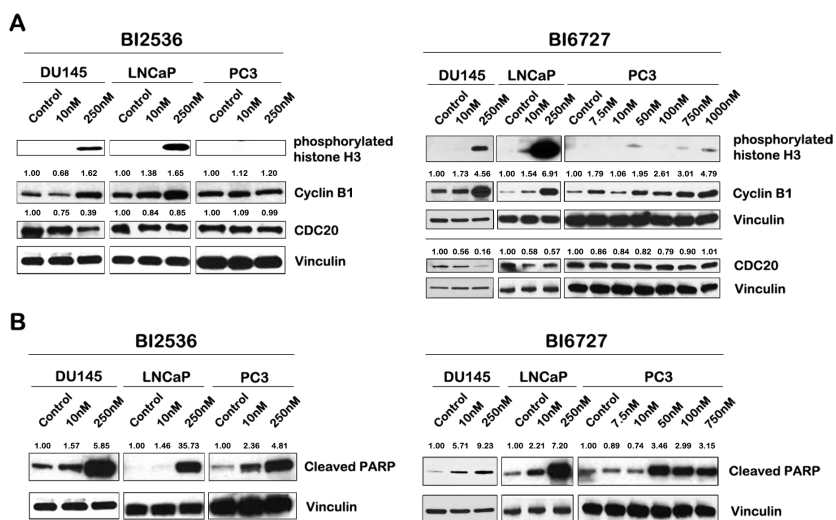 A
BI2536
DU145 LNCaP PC3
Control 10nM 250nM Control 10nM 250nM Control 10nM 250nM
phosphorylated
histone H3
1.00 0.68 1.62 1.00 1.38 1.65 1.00 1.12 1.20
Cyclin B1
1.00 0.75 0.39 1.00 0.84 0.85 1.00 1.09 0.99
CDC20
Vinculin
BI6727
DU145 LNCaP PC3
Control 10nM 250nM Control 10nM 250nM Control 7.5nM 10nM 50nM 100nM 750nM 1000nM
phosphorylated
histone H3
1.00 1.73 4.56 1.00 1.54 6.91 1.00 1.79 1.06 1.95 2.61 3.01 4.79
Cyclin B1
Vinculin
1.00 0.56 0.16 1.00 0.58 0.57 1.00 0.86 0.84 0.82 0.79 0.90 1.01
CDC20
Vinculin
B
BI2536
DU145 LNCaP PC3
Control 10nM 250nM Control 10nM 250nM Control 10nM 250nM
1.00 1.57 5.85 1.00 1.46 35.73 1.00 2.36 4.81
Cleaved PARP
Vinculin
BI6727
DU145 LNCaP PC3
Control 10nM 250nM Control 10nM 250nM Control 7.5nM 10nM 50nM 100nM 750nM
1.00 5.71 9.23 1.00 2.21 7.20 1.00 0.89 0.74 3.46 2.99 3.15
Cleaved PARP
Vinculin